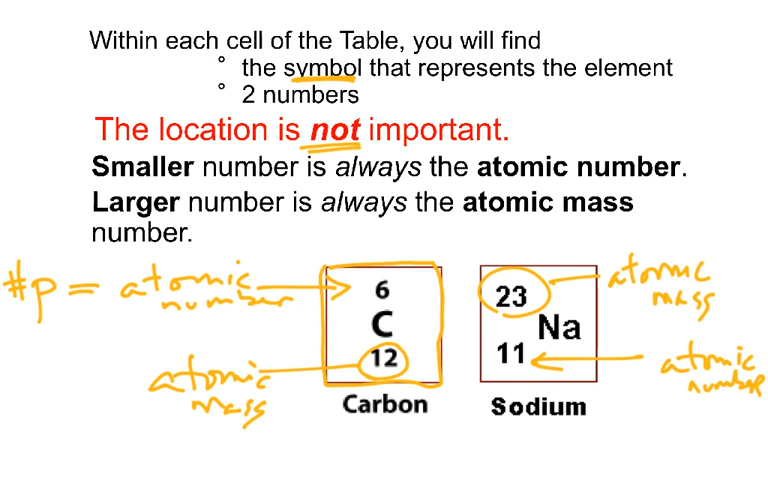 Within each cell of the Table, you will find
° the symbol that represents the element
° 2 numbers
The location is not important.
Smaller number is always the atomic number.
Larger number is always the atomic mass
number.
#p = atomic
number
6
C
12
Carbon
atomic
mass
23
Na
11
Sodium
atomic
mass
atomic
number